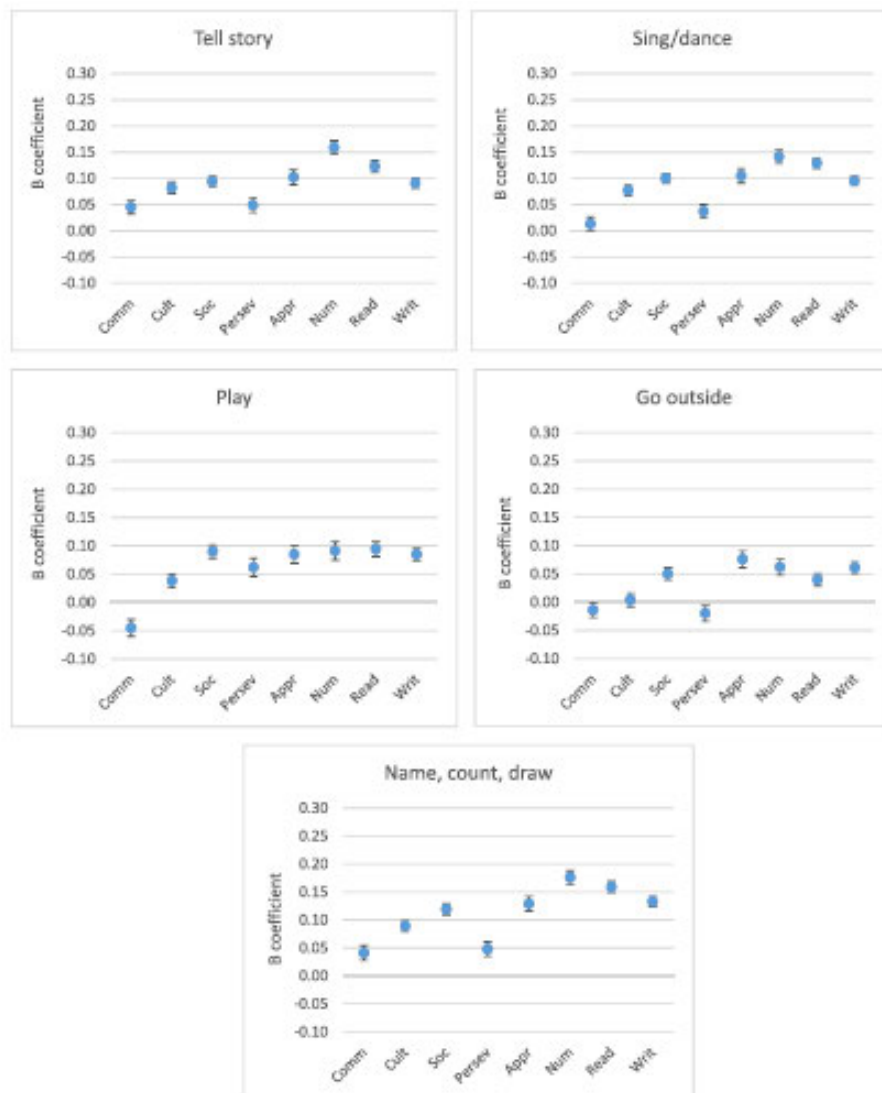 Tell story
B coefficient
0.30
0.25
0.20
0.15
0.10
0.05
0.00
-0.05
-0.10
Comm
Cult
Soc
Persev
Appr
Num
Read
Writ
Sing/dance
B coefficient
0.30
0.25
0.20
0.15
0.10
0.05
0.00
-0.05
-0.10
Comm
Cult
Soc
Persev
Appr
Num
Read
Writ
Play
B coefficient
0.30
0.25
0.20
0.15
0.10
0.05
0.00
-0.05
-0.10
Comm
Cult
Soc
Persev
Appr
Num
Read
Writ
Go outside
B coefficient
0.30
0.25
0.20
0.15
0.10
0.05
0.00
-0.05
-0.10
Comm
Cult
Soc
Persev
Appr
Num
Read
Writ
Name, count, draw
B coefficient
0.30
0.25
0.20
0.15
0.10
0.05
0.00
-0.05
-0.10
Comm
Cult
Soc
Persev
Appr
Num
Read
Writ